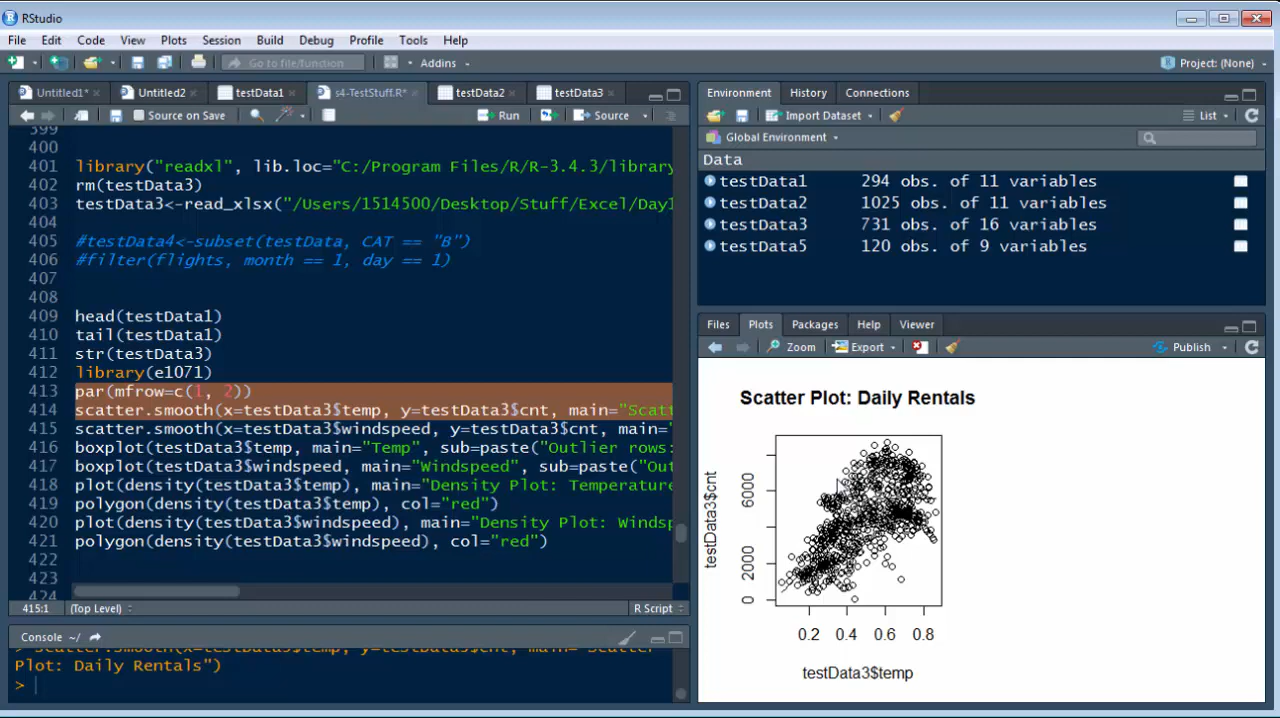 RStudio
File Edit Code View Plots Session Build Debug Profile Tools Help
Go to file/function Addins Project: (None)
Untitled1* Untitled2 testData1 s4-TestStuff.R* testData2 testData3
Source on Save Run Source
399
400
401 library("readxl", lib.loc="C:/Program Files/R/R-3.4.3/library
402 rm(testData3)
403 testData3<-read_xlsx("/Users/1514500/Desktop/Stuff/Excel/Day1
404
405 #testData4<-subset(testData, CAT == "B")
406 #filter(flights, month == 1, day == 1)
407
408
409 head(testData1)
410 tail(testData1)
411 str(testData3)
412 library(e1071)
413 par(mfrow=c(1, 2))
414 scatter.smooth(x=testData3$temp, y=testData3$cnt, main="Scatt
415 scatter.smooth(x=testData3$windspeed, y=testData3$cnt, main="
416 boxplot(testData3$temp, main="Temp", sub=paste("Outlier rows:
417 boxplot(testData3$windspeed, main="Windspeed", sub=paste("Out
418 plot(density(testData3$temp), main="Density Plot: Temperature
419 polygon(density(testData3$temp), col="red")
420 plot(density(testData3$windspeed), main="Density Plot: Windsp
421 polygon(density(testData3$windspeed), col="red")
422
423
424
415:1 (Top Level) R Script
Console ~/
> scatter.smooth(x=testData3$temp, y=testData3$cnt, main="Scatter
Plot: Daily Rentals")
>
Environment History Connections
Import Dataset List
Global Environment
Data
testData1 294 obs. of 11 variables
testData2 1025 obs. of 11 variables
testData3 731 obs. of 16 variables
testData5 120 obs. of 9 variables
Files Plots Packages Help Viewer
Zoom Export Publish
Scatter Plot: Daily Rentals
testData3$cnt
6000
2000
0
0.2 0.4 0.6 0.8
testData3$temp